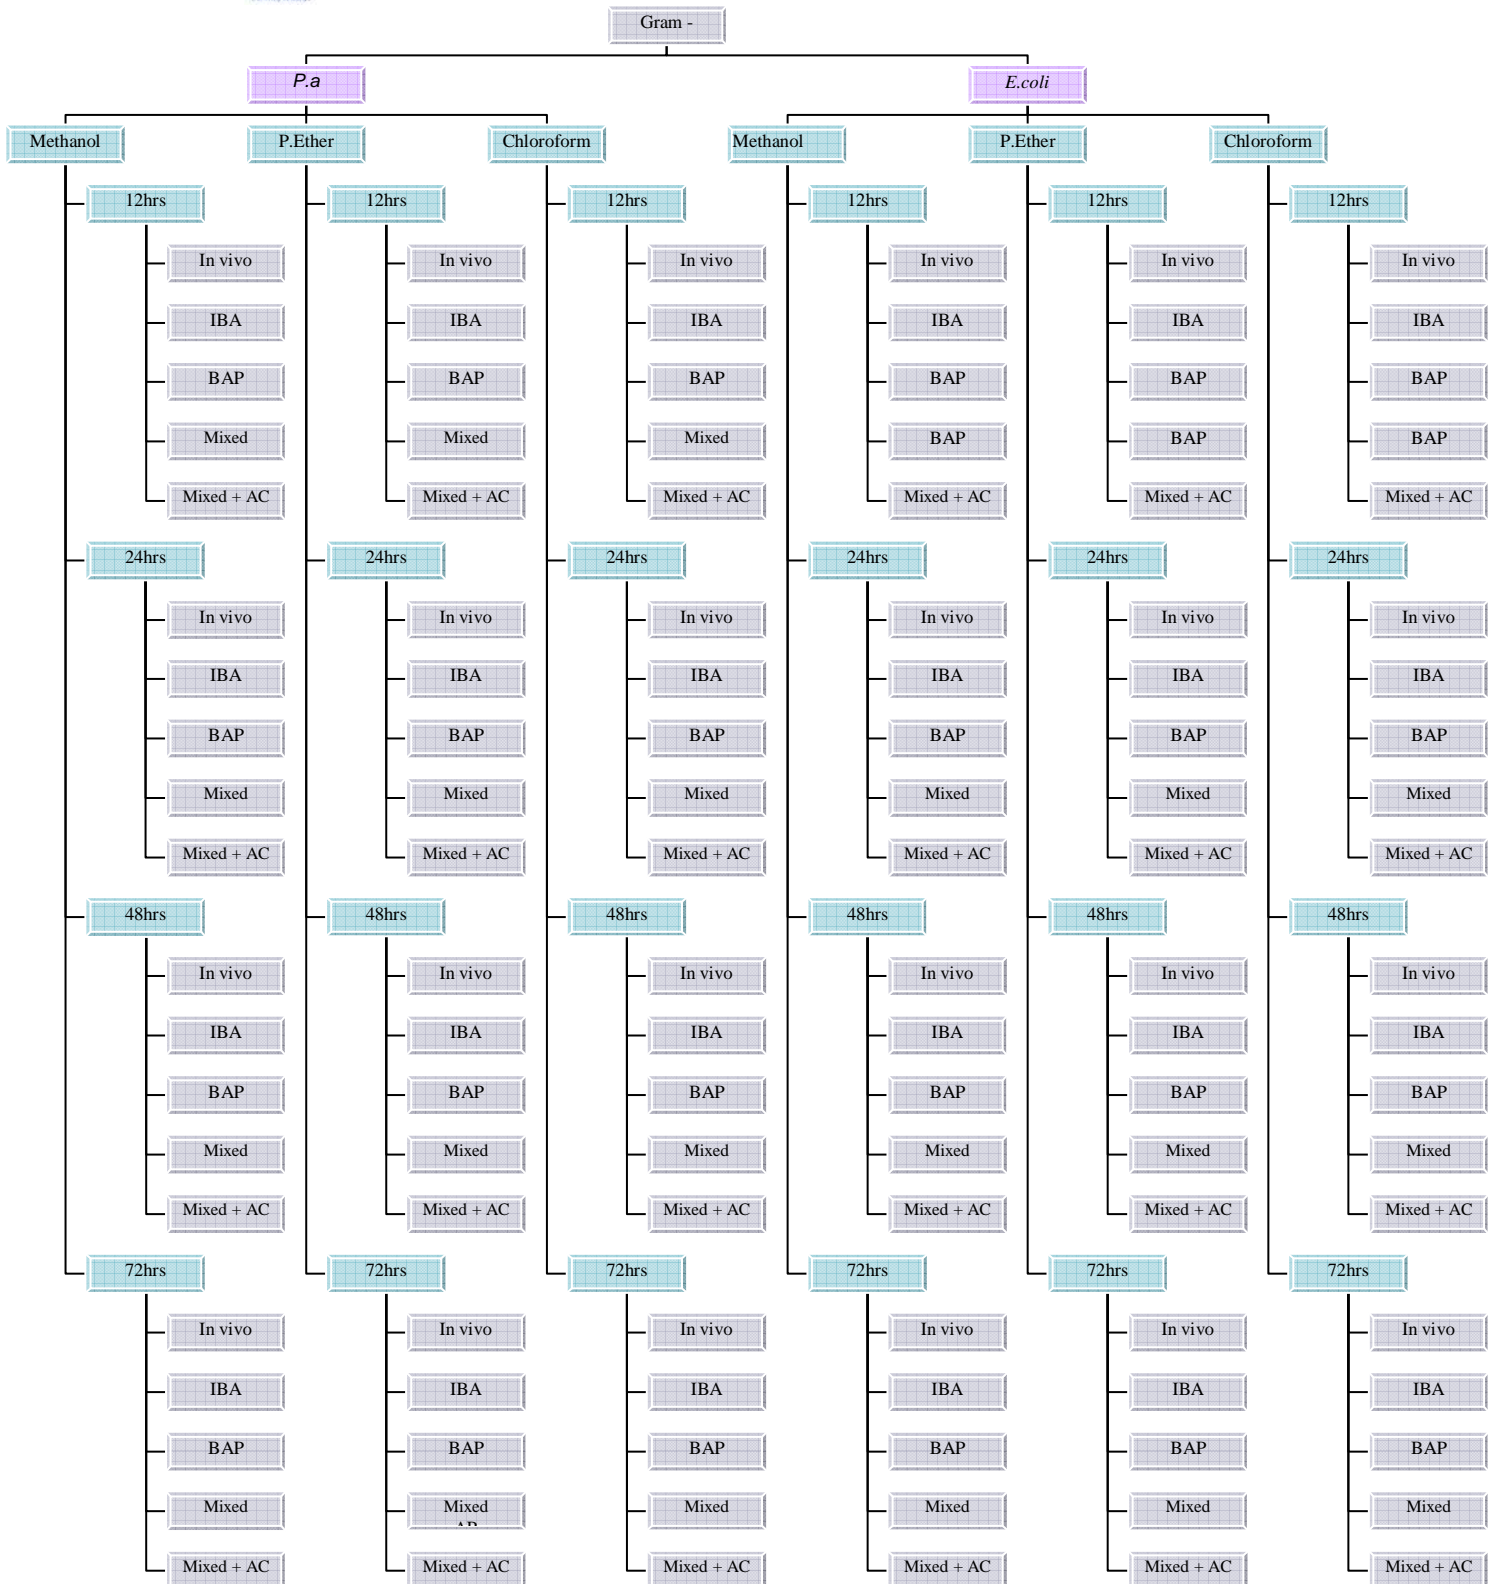 Gram -
P.a
E.coli
Methanol
P.Ether
Chloroform
Methanol
P.Ether
Chloroform
12hrs
12hrs
12hrs
12hrs
12hrs
12hrs
In vivo
In vivo
In vivo
In vivo
In vivo
In vivo
IBA
IBA
IBA
IBA
IBA
IBA
BAP
BAP
BAP
BAP
BAP
BAP
Mixed
Mixed
Mixed
BAP
BAP
BAP
Mixed + AC
Mixed + AC
Mixed + AC
Mixed + AC
Mixed + AC
Mixed + AC
24hrs
24hrs
24hrs
24hrs
24hrs
24hrs
In vivo
In vivo
In vivo
In vivo
In vivo
In vivo
IBA
IBA
IBA
IBA
IBA
IBA
BAP
BAP
BAP
BAP
BAP
BAP
Mixed
Mixed
Mixed
Mixed
Mixed
Mixed
Mixed + AC
Mixed + AC
Mixed + AC
Mixed + AC
Mixed + AC
Mixed + AC
48hrs
48hrs
48hrs
48hrs
48hrs
48hrs
In vivo
In vivo
In vivo
In vivo
In vivo
In vivo
IBA
IBA
IBA
IBA
IBA
IBA
BAP
BAP
BAP
BAP
BAP
BAP
Mixed
Mixed
Mixed
Mixed
Mixed
Mixed
Mixed + AC
Mixed + AC
Mixed + AC
Mixed + AC
Mixed + AC
Mixed + AC
72hrs
72hrs
72hrs
72hrs
72hrs
72hrs
In vivo
In vivo
In vivo
In vivo
In vivo
In vivo
IBA
IBA
IBA
IBA
IBA
IBA
BAP
BAP
BAP
BAP
BAP
BAP
Mixed
Mixed
Mixed
Mixed
Mixed
Mixed
Mixed + AC
Mixed + AC
Mixed + AC
Mixed + AC
Mixed + AC
Mixed + AC